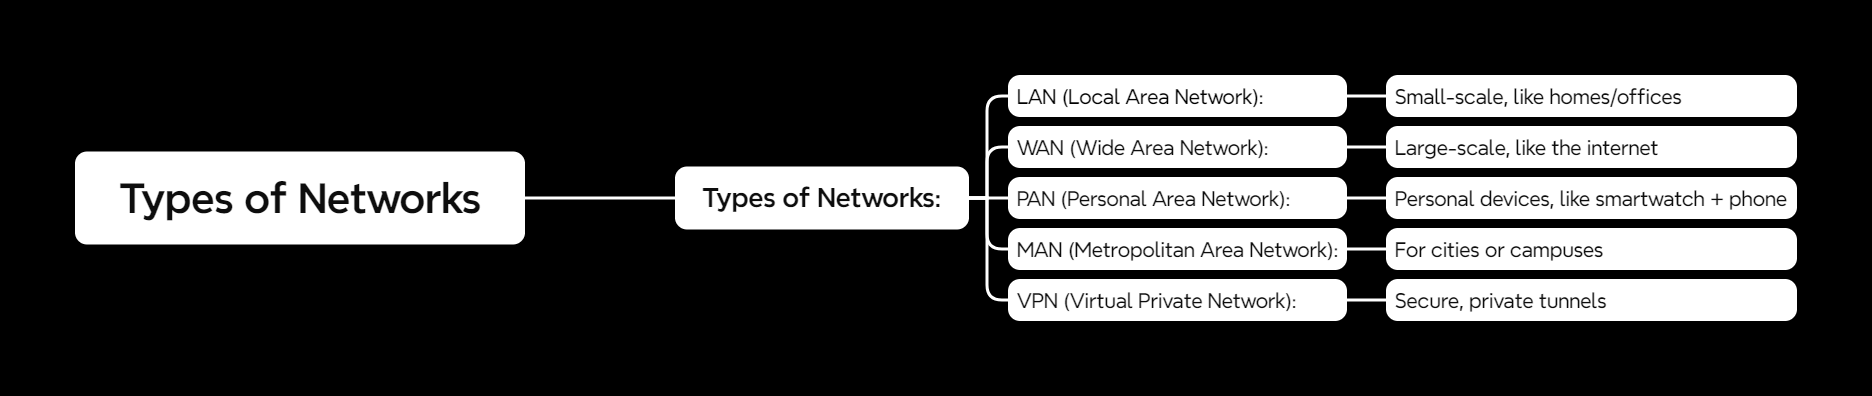 Types of Networks
Types of Networks:
LAN (Local Area Network):
Small-scale, like homes/offices
WAN (Wide Area Network):
Large-scale, like the internet
PAN (Personal Area Network):
Personal devices, like smartwatch + phone
MAN (Metropolitan Area Network):
For cities or campuses
VPN (Virtual Private Network):
Secure, private tunnels